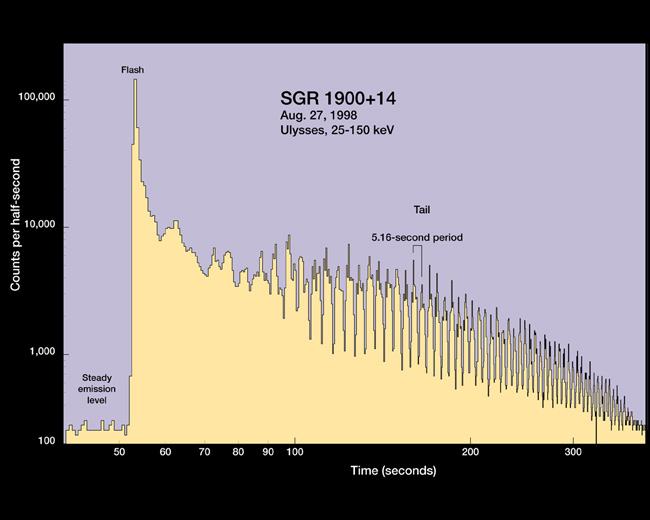 Flash
100,000
SGR 1900+14
Aug. 27, 1998
Ulysses, 25-150 keV
Tail
10,000
5.16-second period
Counts per half-second
1,000
Steady
emission
level
100
50 60 70 80 90 100 200 300
Time (seconds)